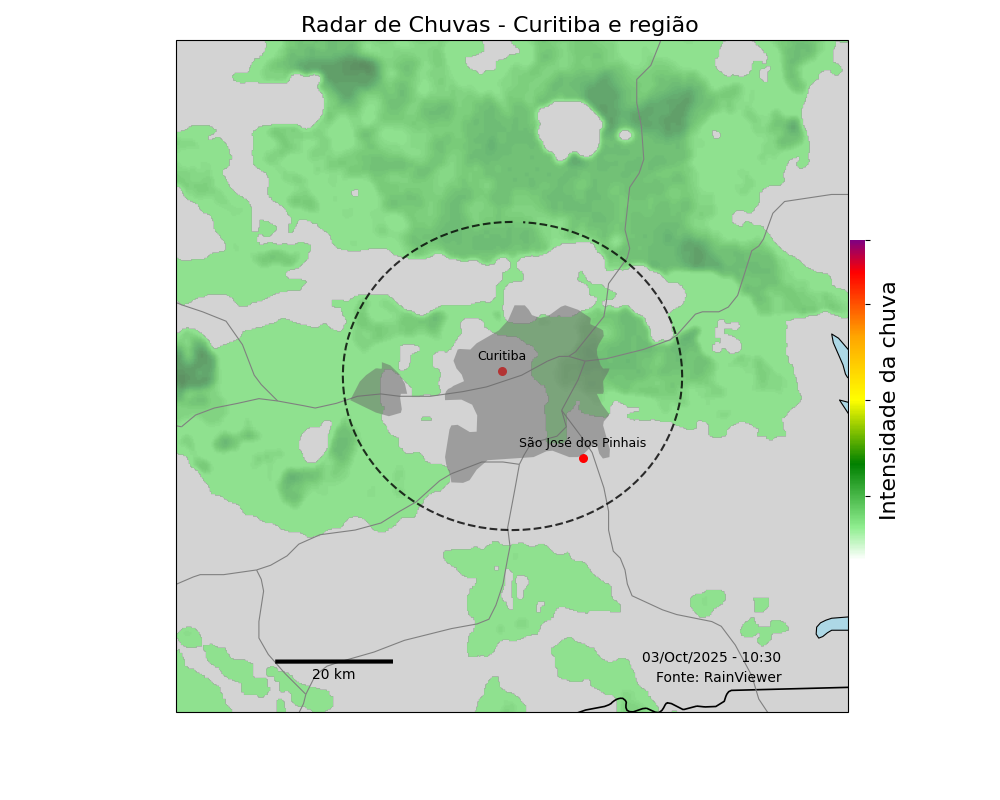 Radar de Chuvas - Curitiba e região
Curitiba
São José dos Pinhais
Intensidade da chuva
03/Oct/2025 - 10:30
Fonte: RainViewer
20 km